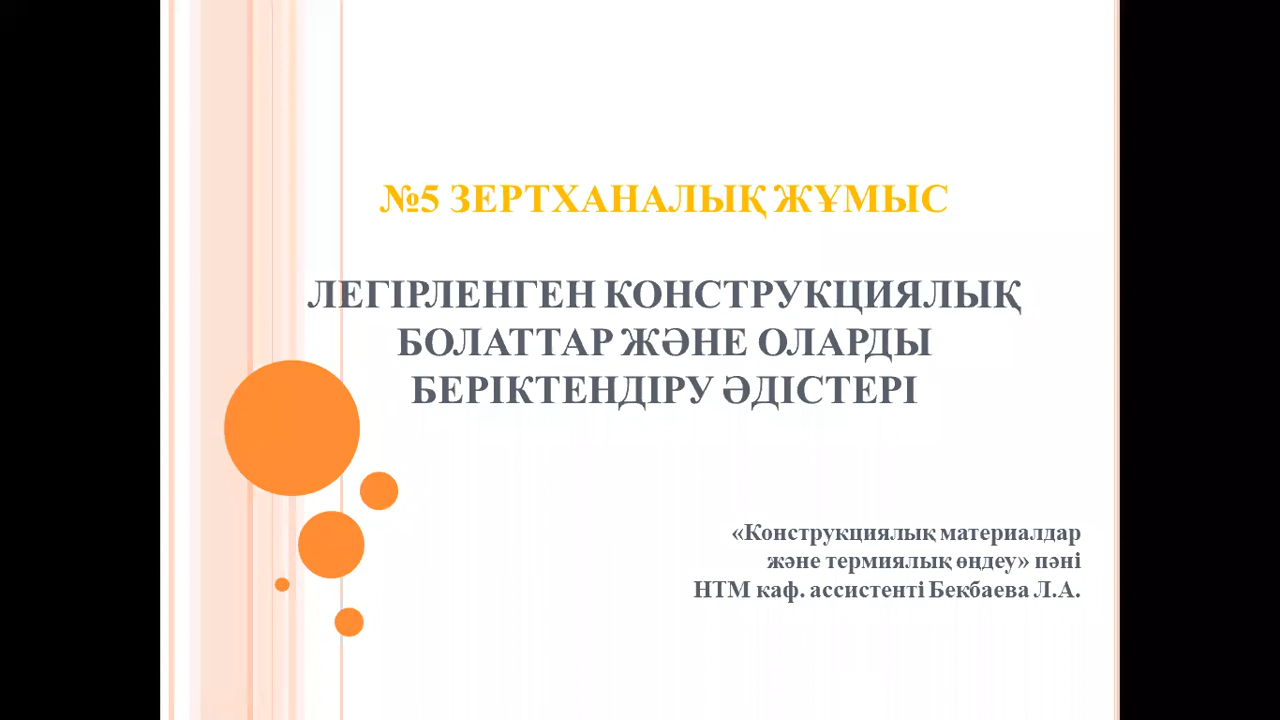 №5 ЗЕРТХАНАЛЫҚ ЖҰМЫС
ЛЕГІРЛЕНГЕН КОНСТРУКЦИЯЛЫҚ
БОЛАТТАР ЖӘНЕ ОЛАРДЫ
БЕРІКТЕНДІРУ ӘДІСТЕРІ
«Конструкциялық материалдар
және термиялық өңдеу» пәні
НТМ каф. ассистенті Бекбаева Л.А.